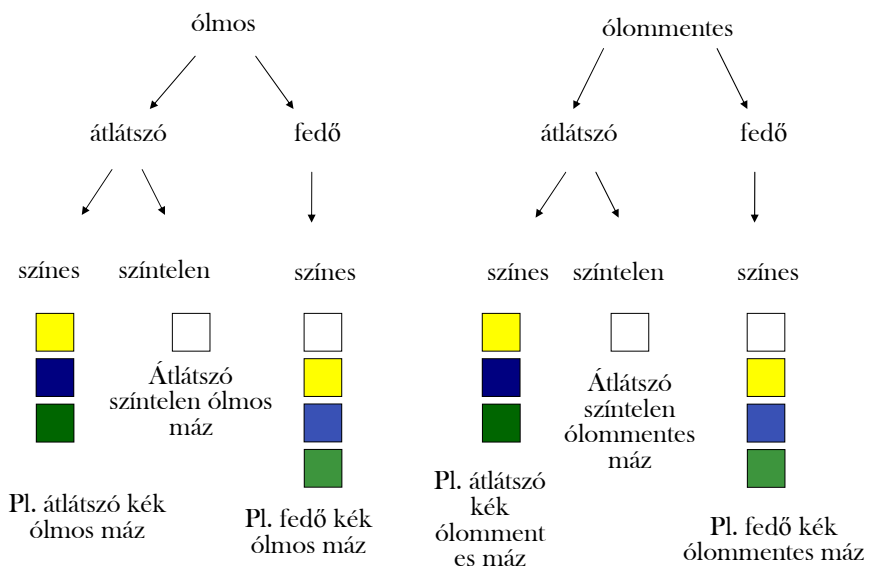 ólmos
ólommentes
átlátszó
fedő
átlátszó
fedő
színes
színtelen
színes
színes
színtelen
színes
Átlátszó
színtelen ólmos
máz
Átlátszó
színtelen
ólommentes
máz
Pl. átlátszó kék
ólmos máz
Pl. fedő kék
ólmos máz
Pl. átlátszó
kék
ólomment
es máz
Pl. fedő kék
ólommentes máz